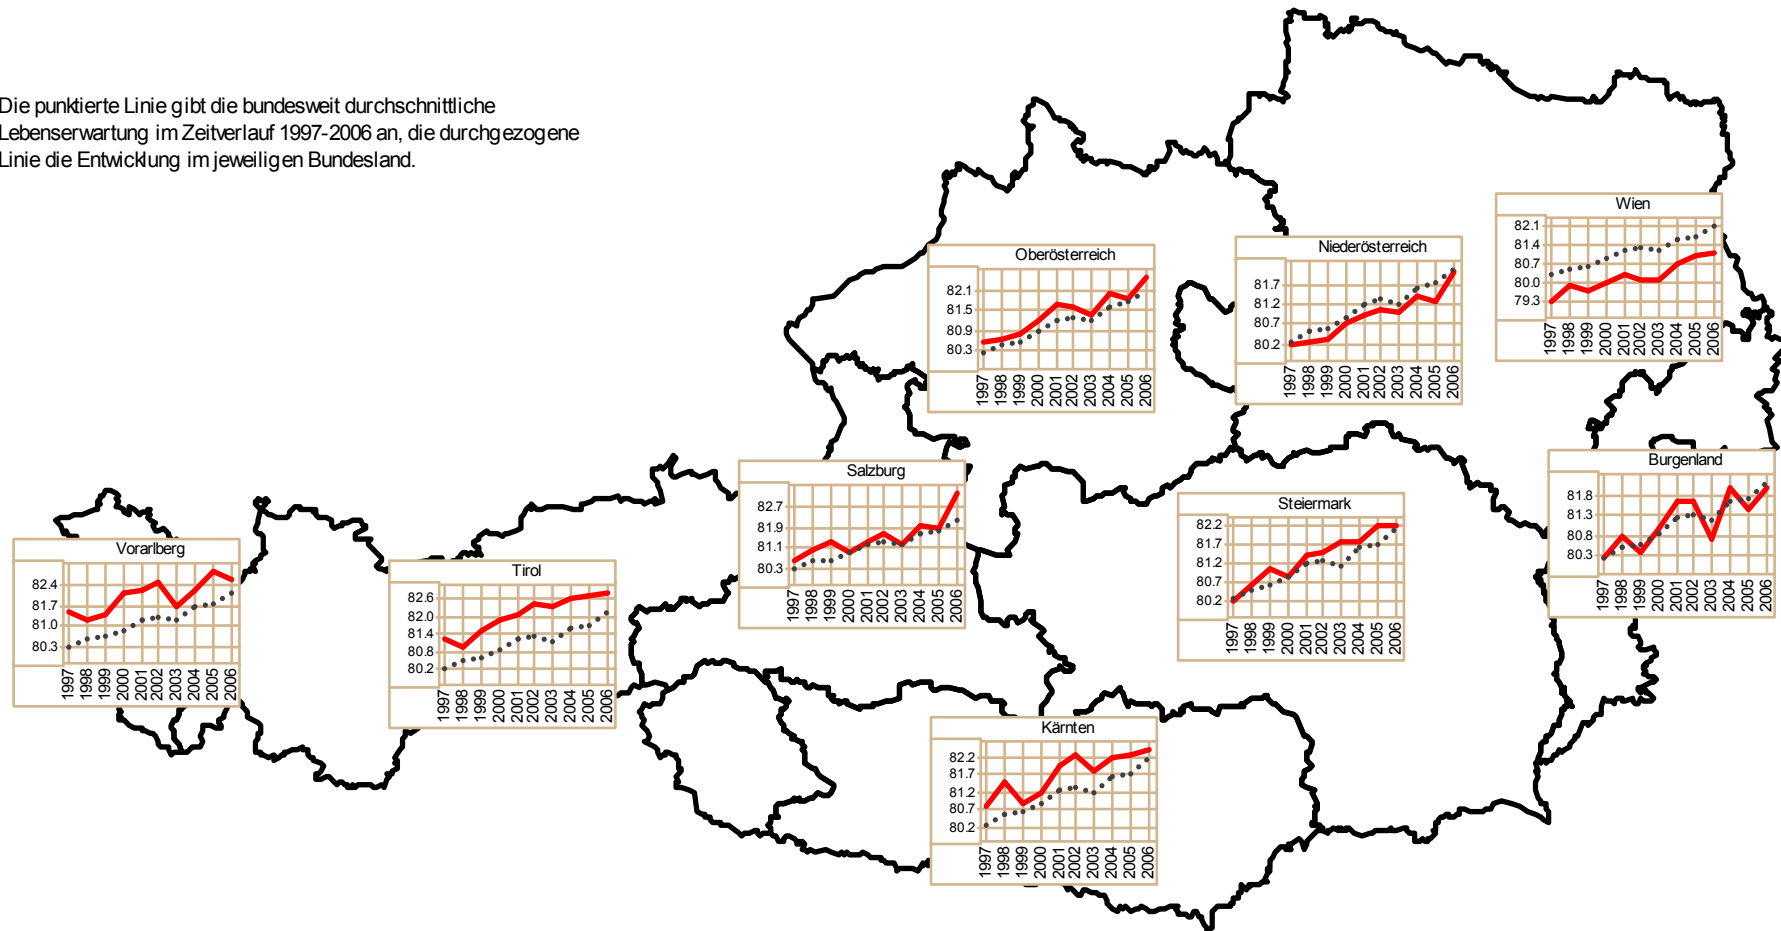 Die punktierte Linie gibt die bundesweit durchschnittliche
Lebenserwartung im Zeitverlauf 1997-2006 an, die durchgezogene
Linie die Entwicklung im jeweiligen Bundesland.
Wien
82.1
81.4
80.7
80.0
79.3
1997 1998 1999 2000 2001 2002 2003 2004 2005 2006
Niederösterreich
81.7
81.2
80.7
80.2
1997 1998 1999 2000 2001 2002 2003 2004 2005 2006
Oberösterreich
82.1
81.5
80.9
80.3
1997 1998 1999 2000 2001 2002 2003 2004 2005 2006
Burgenland
81.8
81.3
80.8
80.3
1997 1998 1999 2000 2001 2002 2003 2004 2005 2006
Salzburg
82.7
81.9
81.1
80.3
1997 1998 1999 2000 2001 2002 2003 2004 2005 2006
Steiermark
82.2
81.7
81.2
80.7
80.2
1997 1998 1999 2000 2001 2002 2003 2004 2005 2006
Vorarlberg
82.4
81.7
81.0
80.3
1997 1998 1999 2000 2001 2002 2003 2004 2005 2006
Tirol
82.6
82.0
81.4
80.8
80.2
1997 1998 1999 2000 2001 2002 2003 2004 2005 2006
Kärnten
82.2
81.7
81.2
80.7
80.2
1997 1998 1999 2000 2001 2002 2003 2004 2005 2006